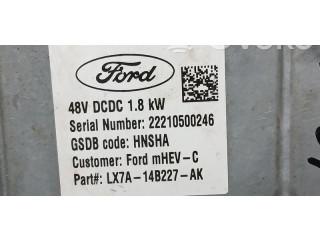 Ford
48V DCDC 1.8 kW
Serial Number: 22210500246
GSDB code: HNSHA
Customer: Ford mHEV-C
Part#: LX7A-14B227-AK